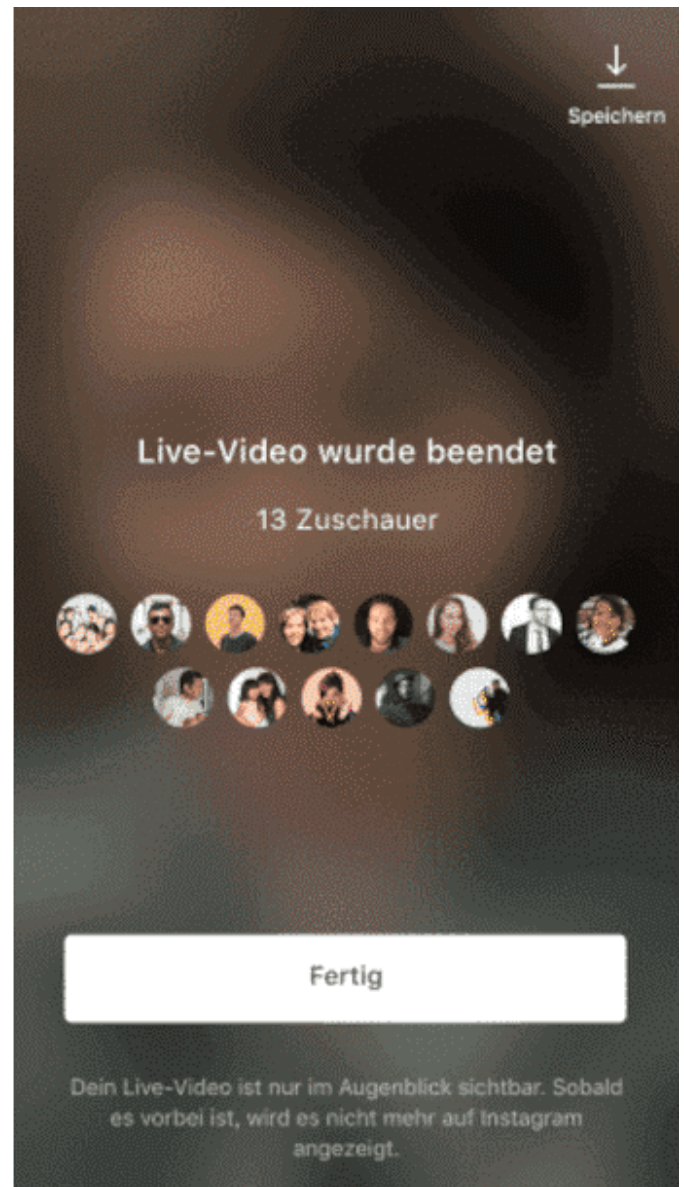 Speichern
Live-Video wurde beendet
13 Zuschauer
Fertig
Dein Live-Video ist nur im Augenblick sichtbar. Sobald
es vorbei ist, wird es nicht mehr auf Instagram
angezeigt.